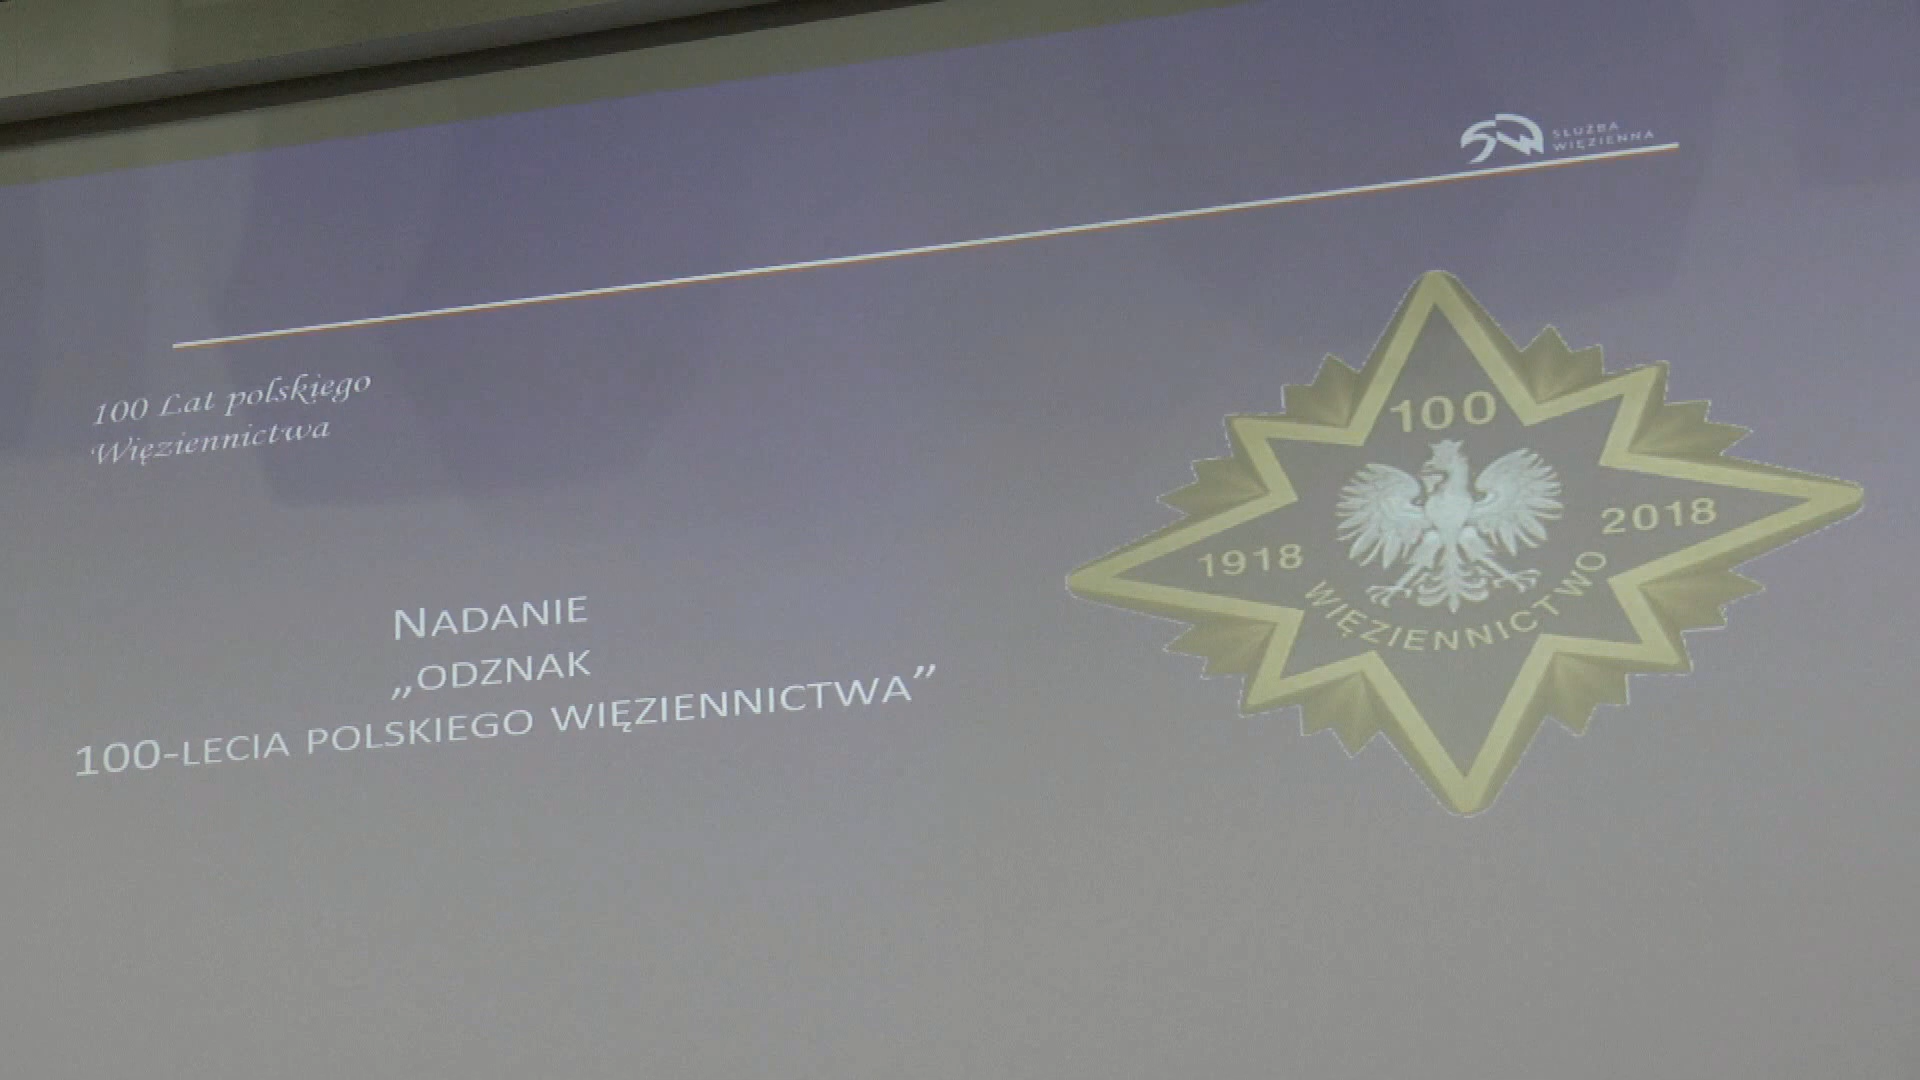 SŁUŻBA
WIĘZIENNA
100 Lat polskiego
Więziennictwa
NADANIE
„ODZNAK
100-LECIA POLSKIEGO WIĘZIENNICTWA”
100
1918
2018
WIĘZIENNICTWO